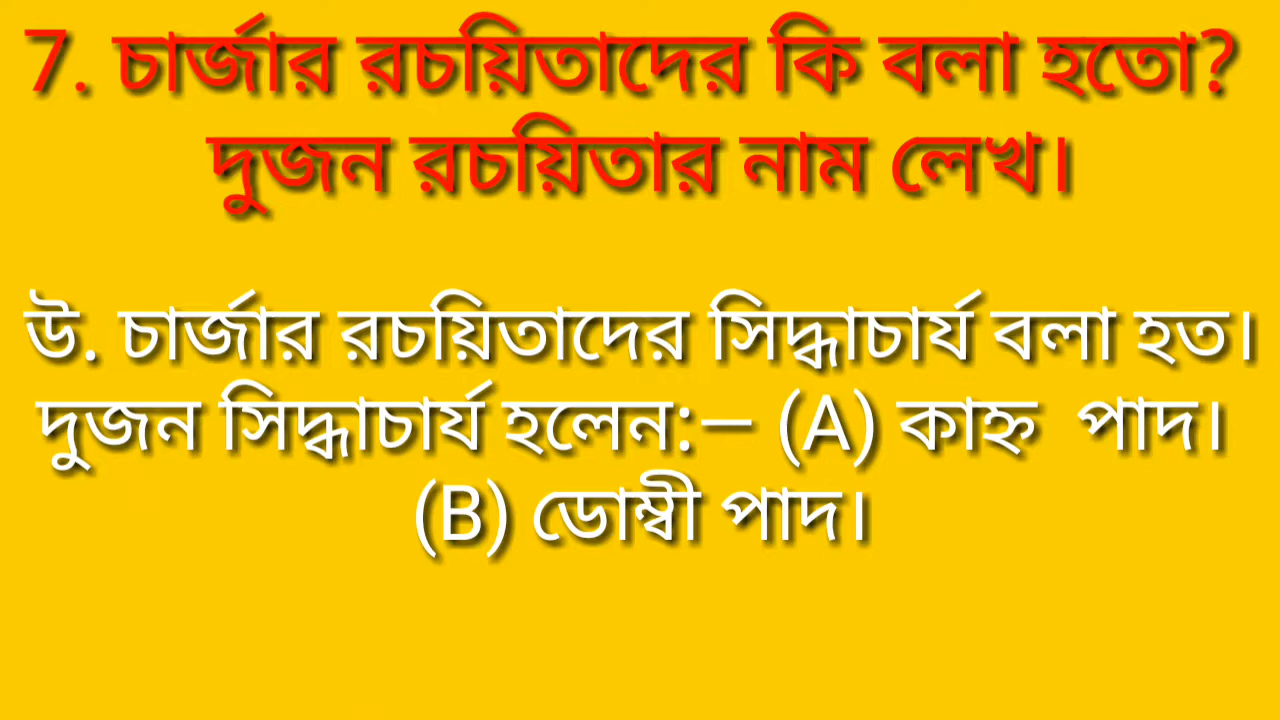 7. চার্জার রচয়িতাদের কি বলা হতো?
দুজন রচয়িতার নাম লেখ।
উ. চার্জার রচয়িতাদের সিদ্ধাচার্য বলা হত।
দুজন সিদ্ধাচার্য হলেন:– (A) কাহ্ন পাদ।
(B) ডোম্বী পাদ।